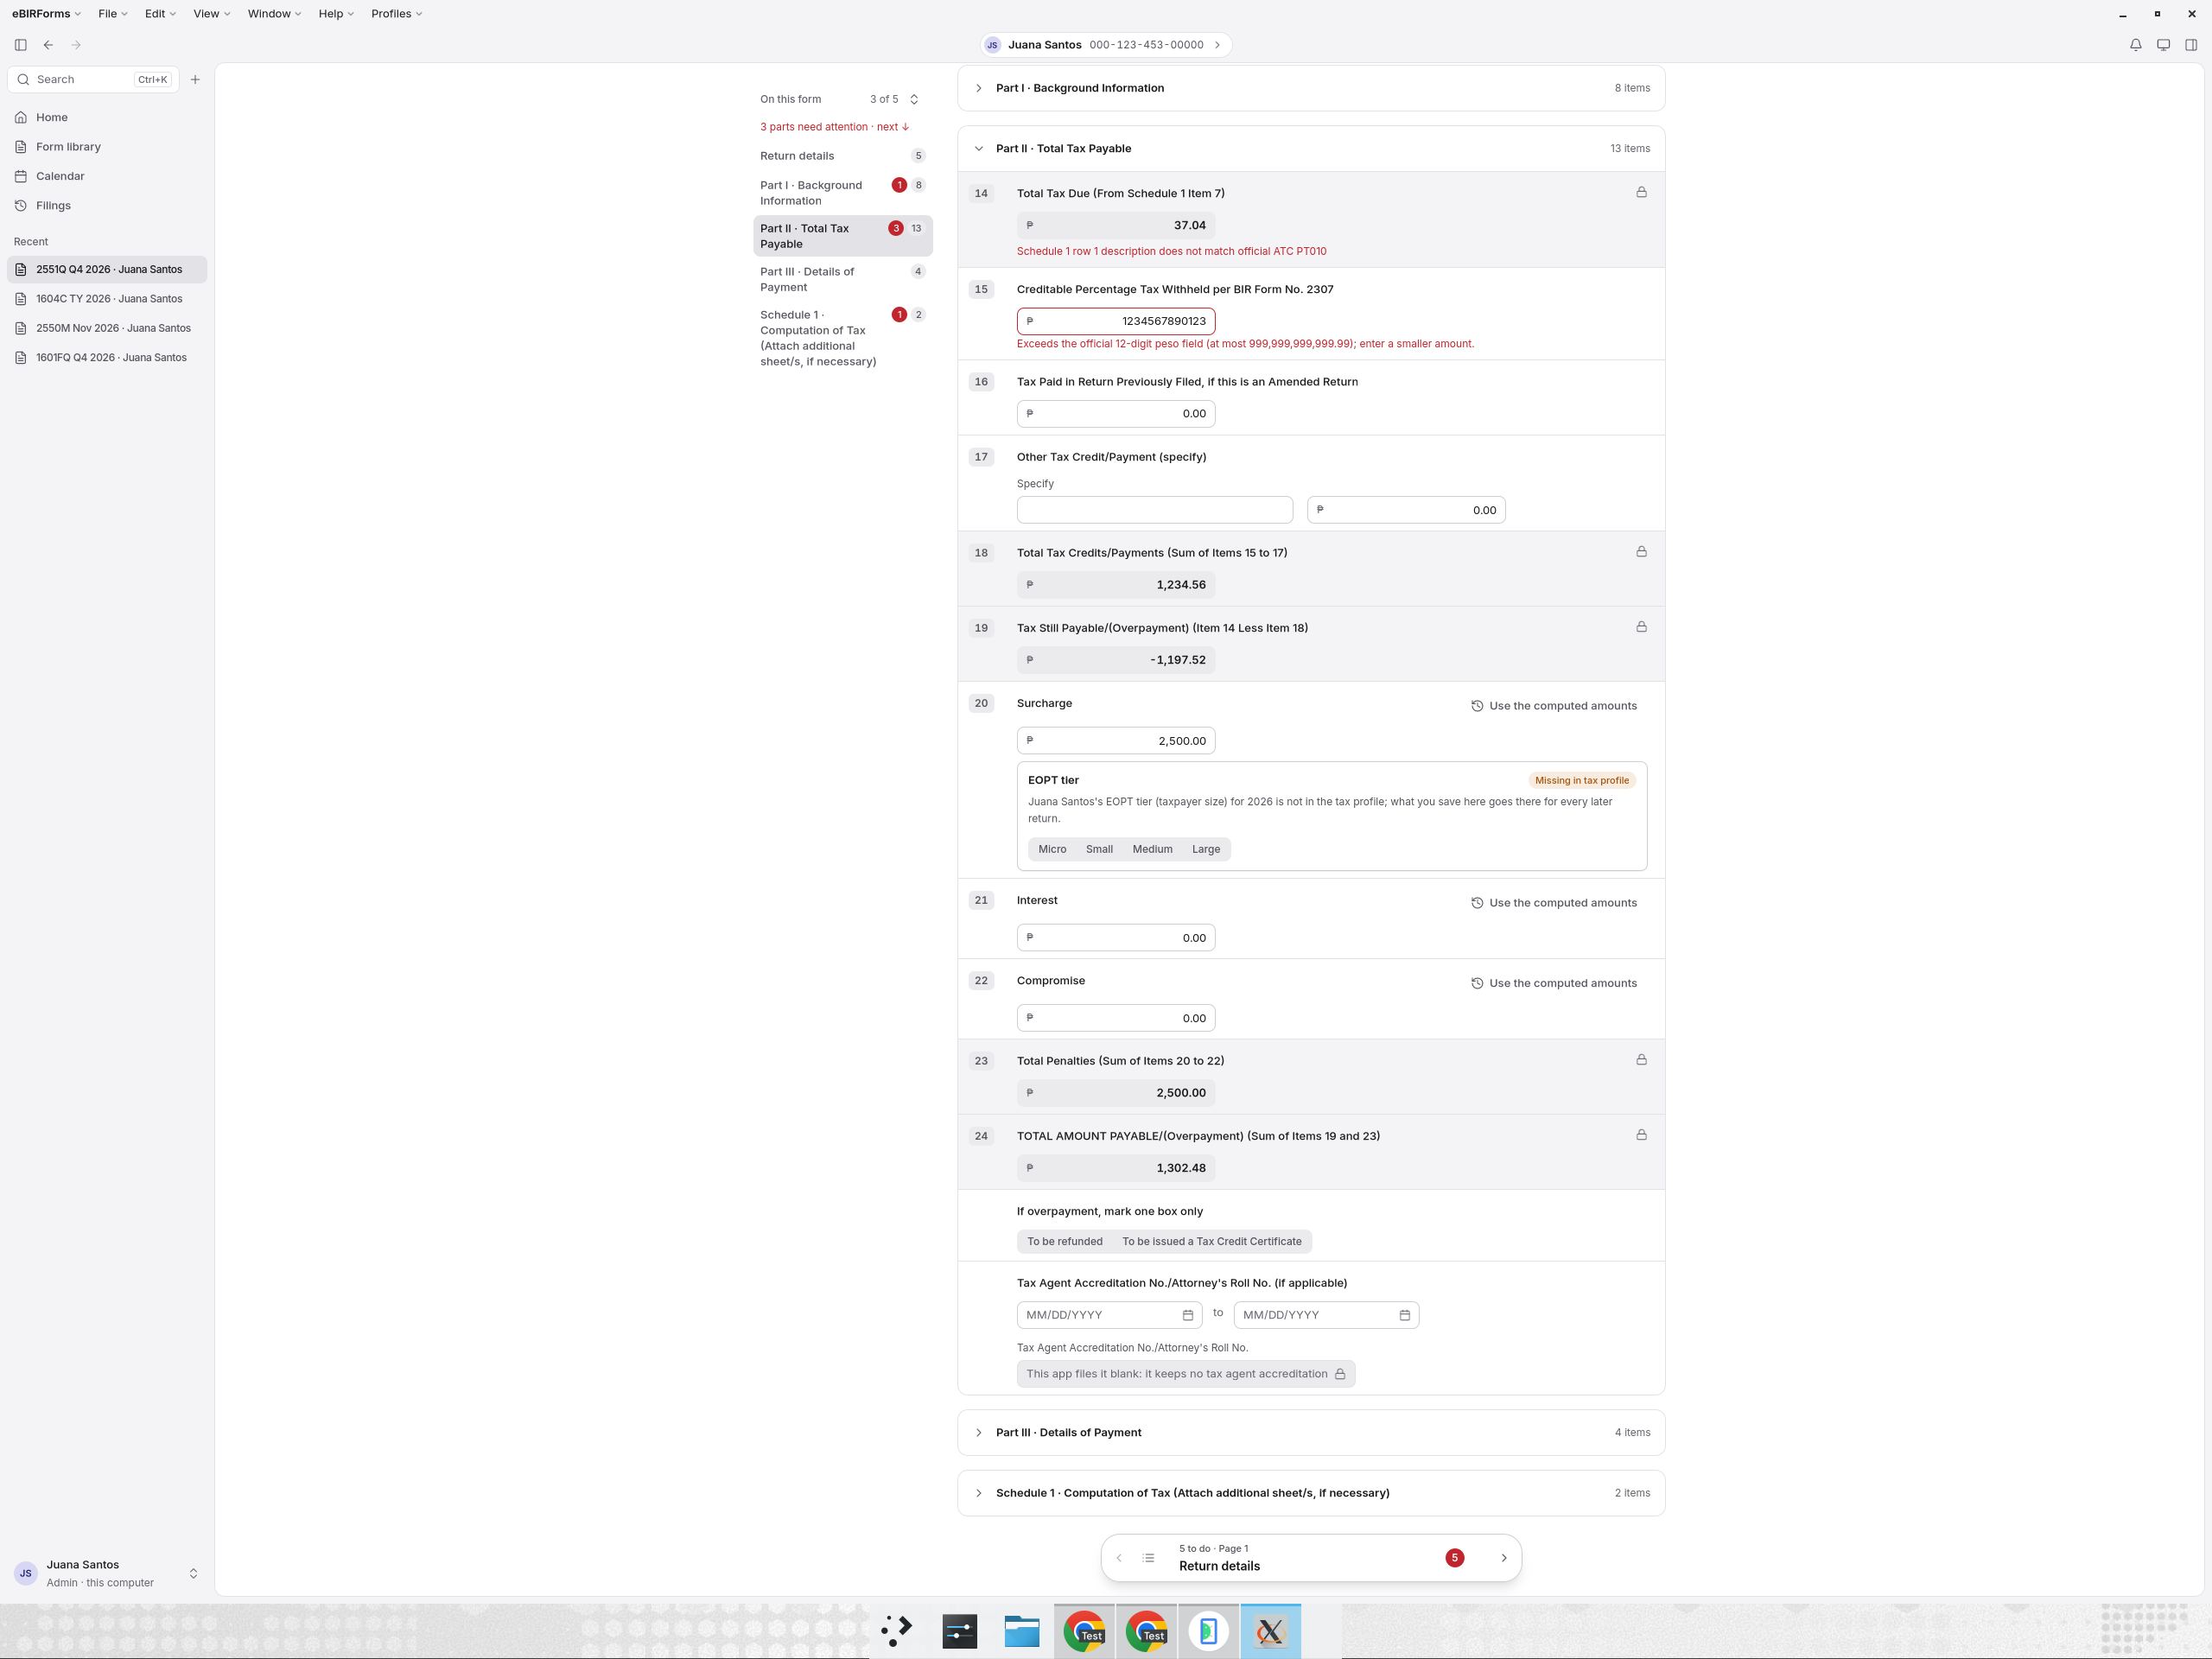 eBIRForms File Edit View Window Help Profiles
JS Juana Santos 000-123-453-00000
Search Ctrl+K
Home
Form library
Calendar
Filings
Recent
2551Q Q4 2026 · Juana Santos
1604C TY 2026 · Juana Santos
2550M Nov 2026 · Juana Santos
1601FQ Q4 2026 · Juana Santos
JS Juana Santos
Admin · this computer
On this form 3 of 5
3 parts need attention · next ↓
Return details 5
Part I · Background 1 8
Information
Part II · Total Tax 3 13
Payable
Part III · Details of 4
Payment
Schedule 1 · 1 2
Computation of Tax
(Attach additional
sheet/s, if necessary)
Part I · Background Information 8 items
Part II · Total Tax Payable 13 items
14 Total Tax Due (From Schedule 1 Item 7)
₱ 37.04
Schedule 1 row 1 description does not match official ATC PT010
15 Creditable Percentage Tax Withheld per BIR Form No. 2307
₱ 1234567890123
Exceeds the official 12-digit peso field (at most 999,999,999,999.99); enter a smaller amount.
16 Tax Paid in Return Previously Filed, if this is an Amended Return
₱ 0.00
17 Other Tax Credit/Payment (specify)
Specify
₱ 0.00
18 Total Tax Credits/Payments (Sum of Items 15 to 17)
₱ 1,234.56
19 Tax Still Payable/(Overpayment) (Item 14 Less Item 18)
₱ -1,197.52
20 Surcharge Use the computed amounts
₱ 2,500.00
EOPT tier Missing in tax profile
Juana Santos's EOPT tier (taxpayer size) for 2026 is not in the tax profile; what you save here goes there for every later
return.
Micro Small Medium Large
21 Interest Use the computed amounts
₱ 0.00
22 Compromise Use the computed amounts
₱ 0.00
23 Total Penalties (Sum of Items 20 to 22)
₱ 2,500.00
24 TOTAL AMOUNT PAYABLE/(Overpayment) (Sum of Items 19 and 23)
₱ 1,302.48
If overpayment, mark one box only
To be refunded To be issued a Tax Credit Certificate
Tax Agent Accreditation No./Attorney's Roll No. (if applicable)
MM/DD/YYYY to MM/DD/YYYY
Tax Agent Accreditation No./Attorney's Roll No.
This app files it blank: it keeps no tax agent accreditation
Part III · Details of Payment 4 items
Schedule 1 · Computation of Tax (Attach additional sheet/s, if necessary) 2 items
5 to do · Page 1
Return details 5
Test Test